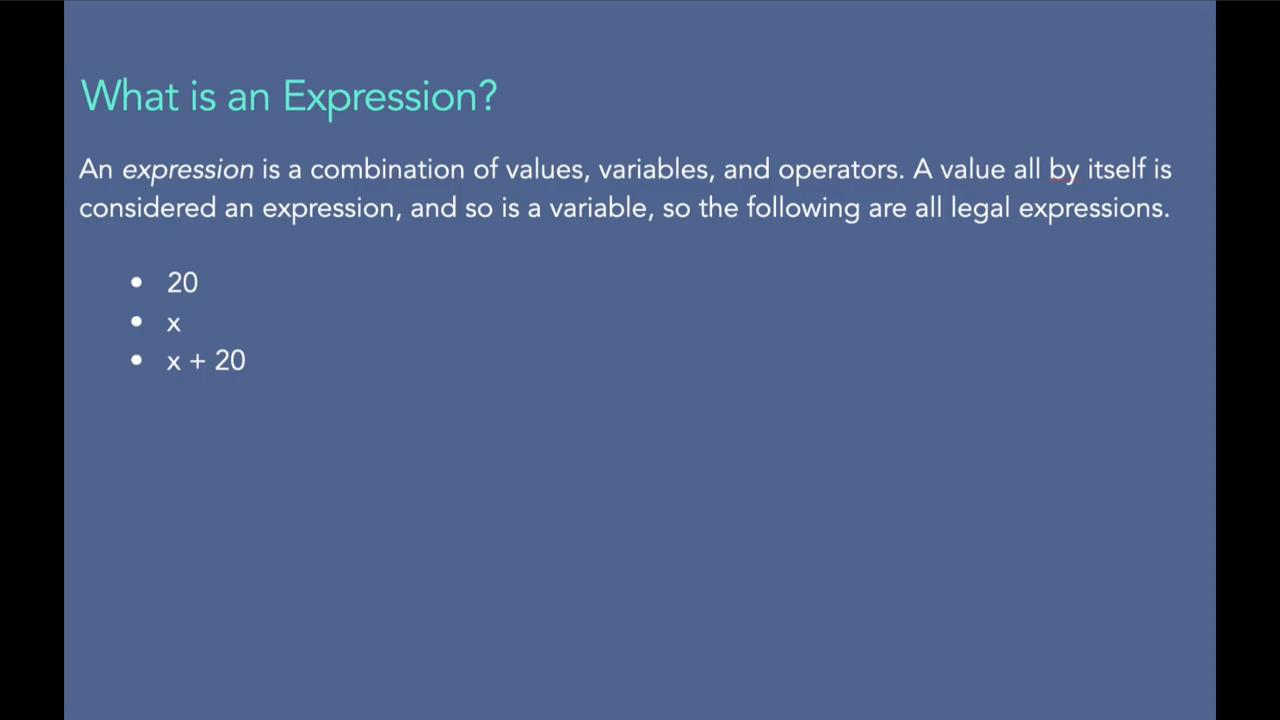 What is an Expression?
An expression is a combination of values, variables, and operators. A value all by itself is
considered an expression, and so is a variable, so the following are all legal expressions.
• 20
• x
• x + 20